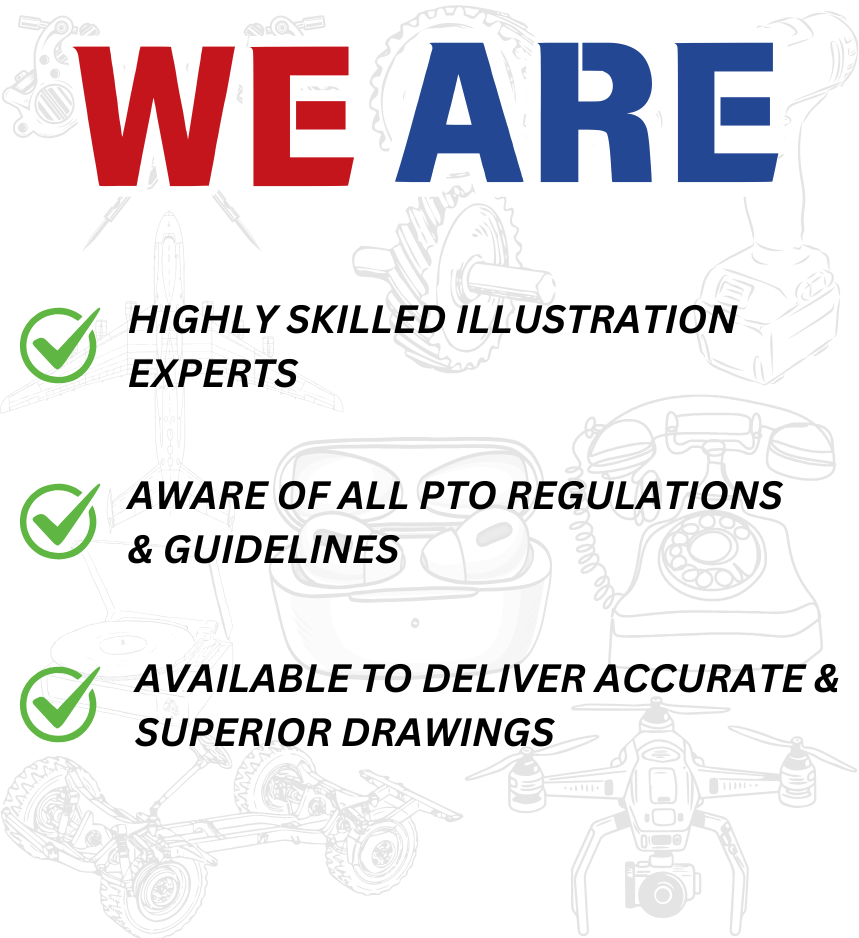 WE ARE
HIGHLY SKILLED ILLUSTRATION
EXPERTS
AWARE OF ALL PTO REGULATIONS
& GUIDELINES
AVAILABLE TO DELIVER ACCURATE &
SUPERIOR DRAWINGS